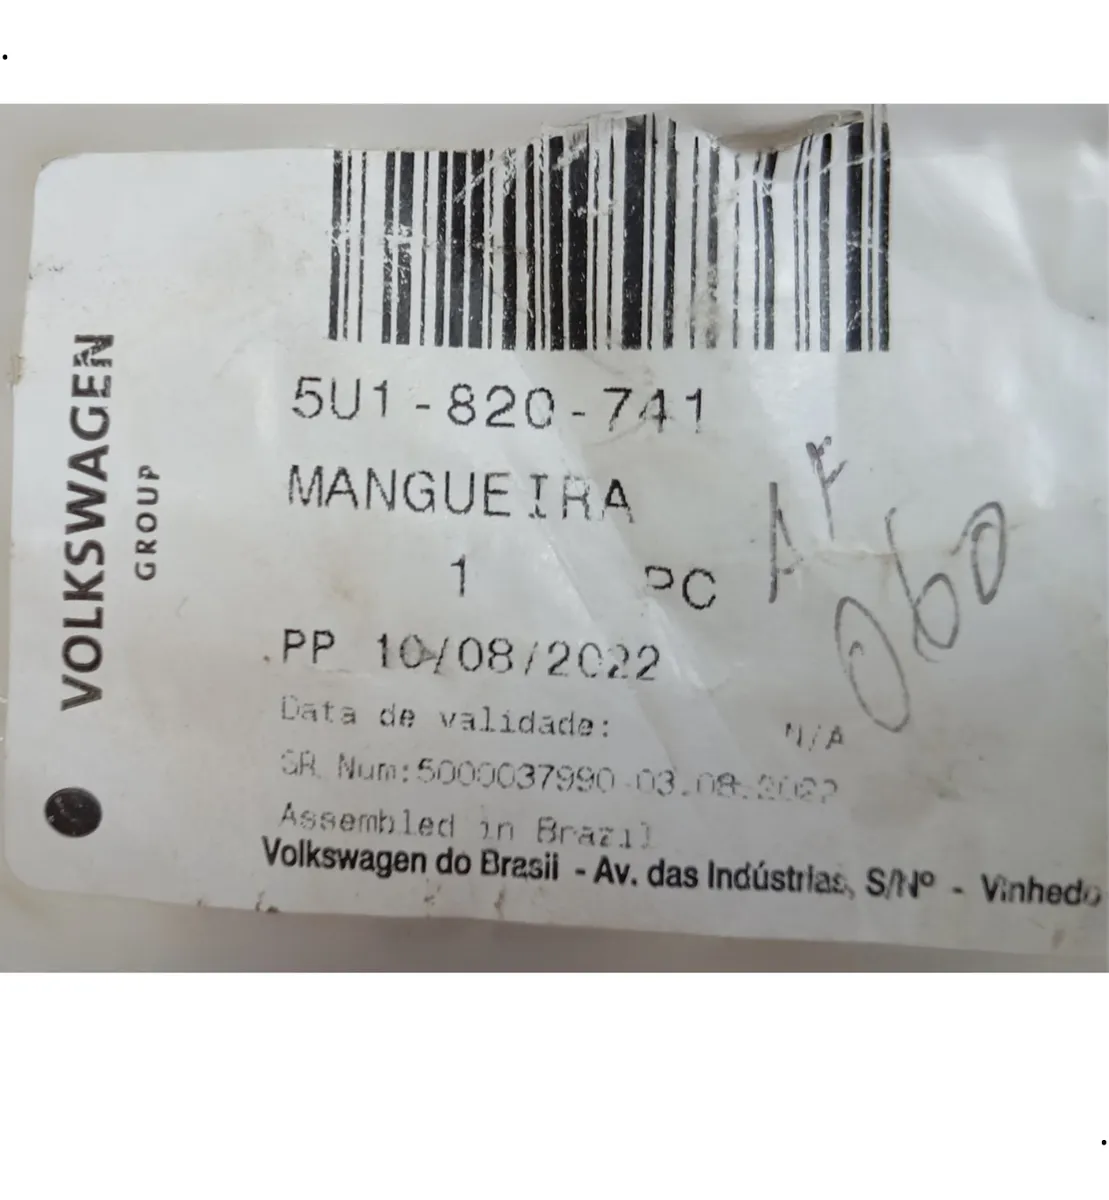 VOLKSWAGEN
GROUP
5U1-820-741
MANGUEIRA
1 PC
AF
060
PP 10/08/2022
Data de validade: N/A
SR Num:5000037990 03.08.2022
Assembled in Brazil
Volkswagen do Brasil - Av. das Indústrias, S/Nº - Vinhedo